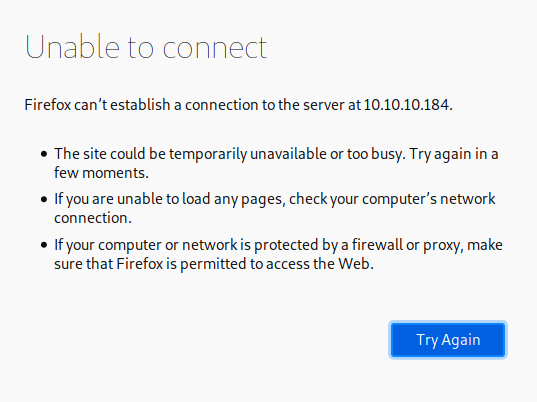 Unable to connect
Firefox can’t establish a connection to the server at 10.10.10.184.
• The site could be temporarily unavailable or too busy. Try again in a
few moments.
• If you are unable to load any pages, check your computer’s network
connection.
• If your computer or network is protected by a firewall or proxy, make
sure that Firefox is permitted to access the Web.
Try Again